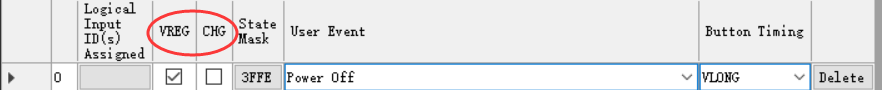 Logical
Input
ID(s)
Assigned
VREG
CHG
State
Mask
User Event
Button Timing
0
3FFE
Power Off
VLONG
Delete